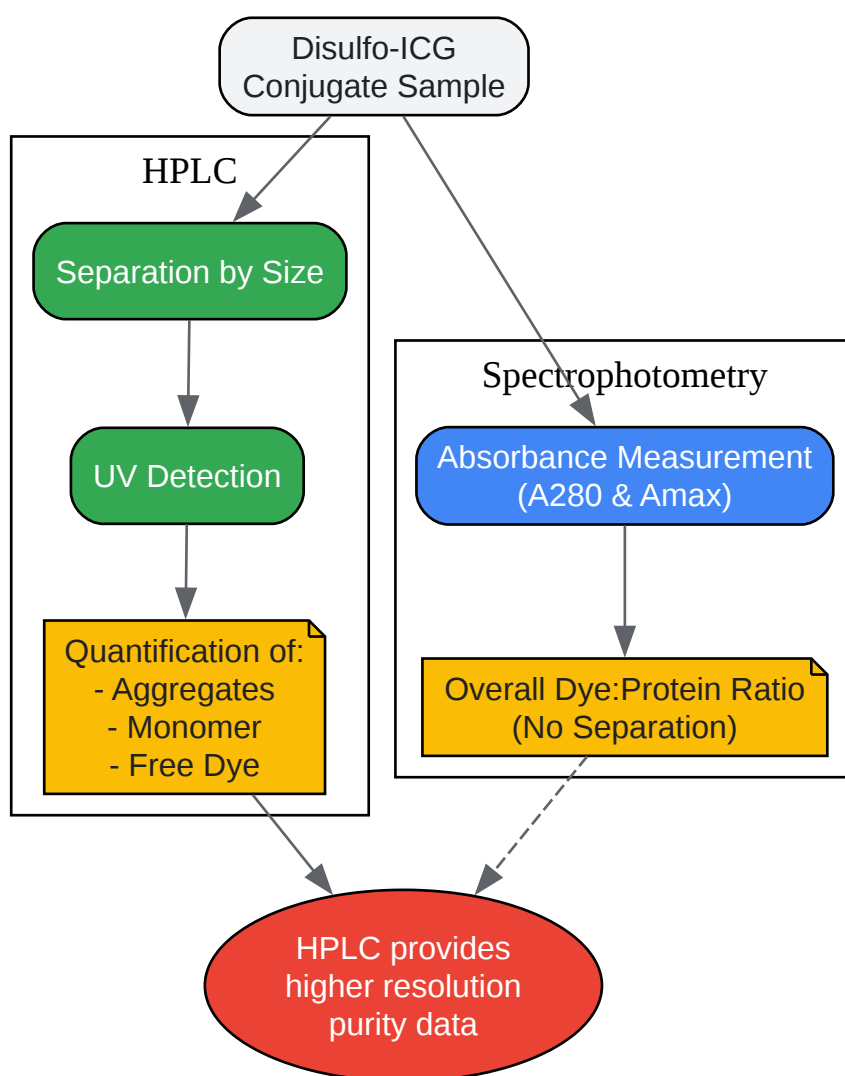 Disulfo-ICG
Conjugate Sample
HPLC
Separation by Size
UV Detection
Quantification of:
- Aggregates
- Monomer
- Free Dye
Spectrophotometry
Absorbance Measurement
(A280 & Amax)
Overall Dye:Protein Ratio
(No Separation)
HPLC provides
higher resolution
purity data